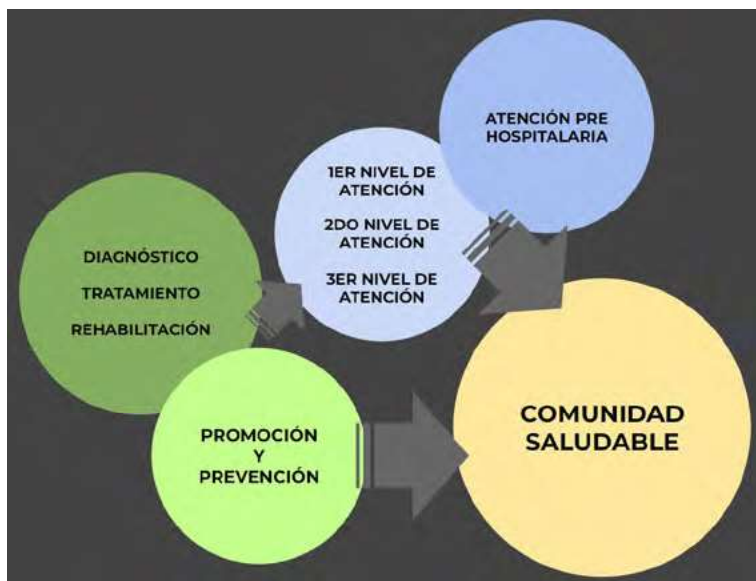 ATENCIÓN PRE
HOSPITALARIA
1ER NIVEL DE
ATENCIÓN
2DO NIVEL DE
ATENCIÓN
3ER NIVEL DE
ATENCIÓN
DIAGNÓSTICO
TRATAMIENTO
REHABILITACIÓN
PROMOCIÓN
Y
PREVENCIÓN
COMUNIDAD
SALUDABLE